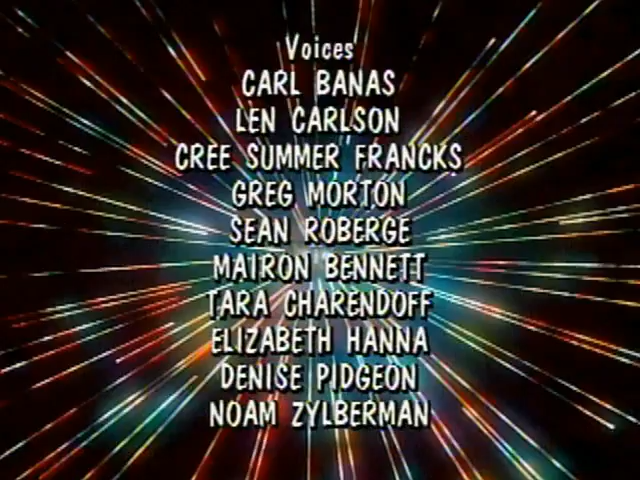 Voices
CARL BANAS
LEN CARLSON
CREE SUMMER FRANCKS
GREG MORTON
SEAN ROBERGE
MAIRON BENNETT
TARA CHARENDOFF
ELIZABETH HANNA
DENISE PIDGEON
NOAM ZYLBERMAN